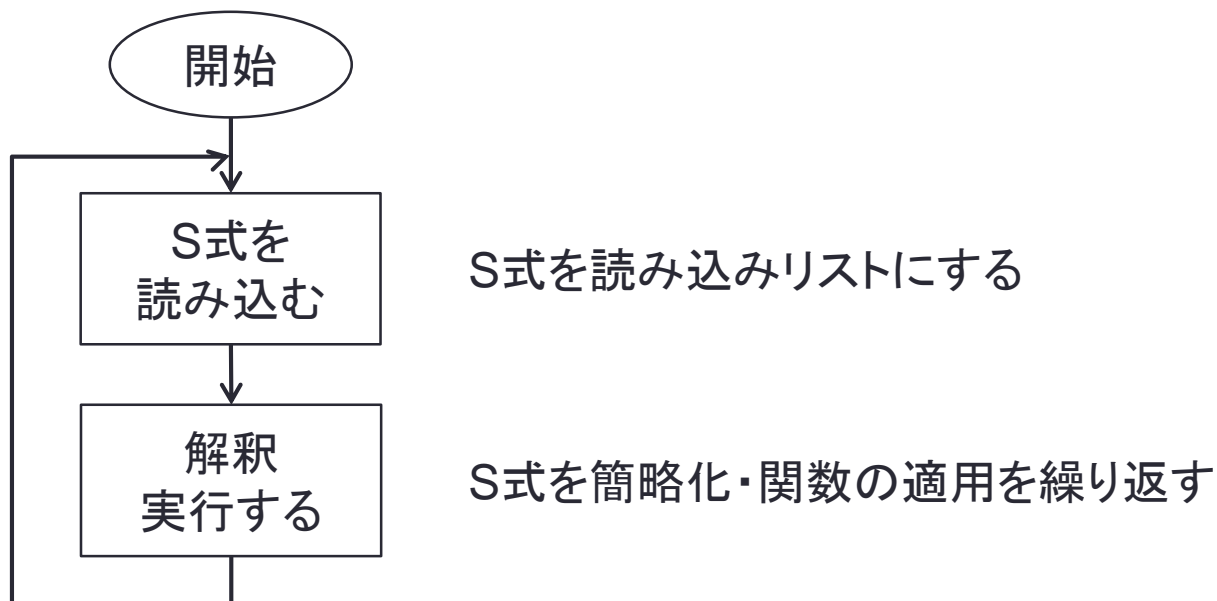 開始
S式を
読み込む
S式を読み込みリストにする
解釈
実行する
S式を簡略化・関数の適用を繰り返す